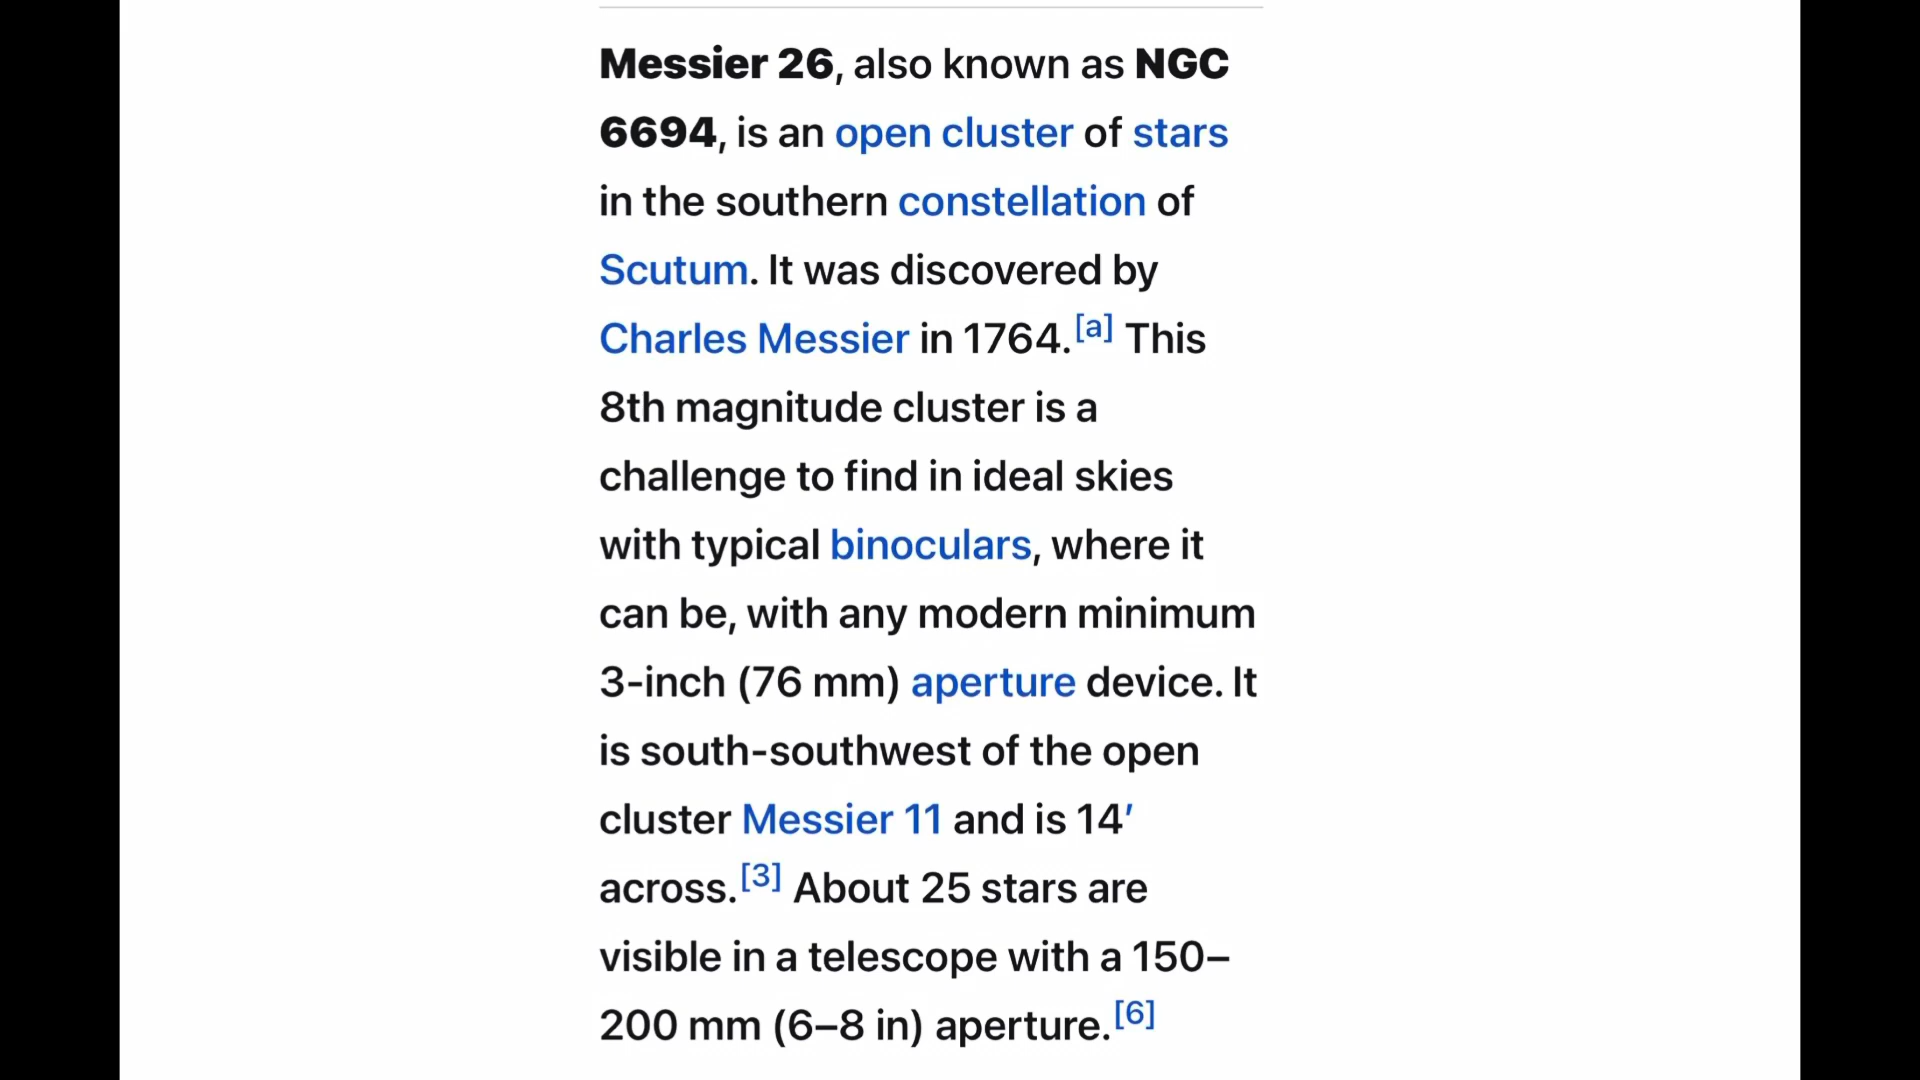 Messier 26, also known as NGC
6694, is an open cluster of stars
in the southern constellation of
Scutum. It was discovered by
Charles Messier in 1764.[a] This
8th magnitude cluster is a
challenge to find in ideal skies
with typical binoculars, where it
can be, with any modern minimum
3-inch (76 mm) aperture device. It
is south-southwest of the open
cluster Messier 11 and is 14′
across.[3] About 25 stars are
visible in a telescope with a 150–
200 mm (6–8 in) aperture.[6]